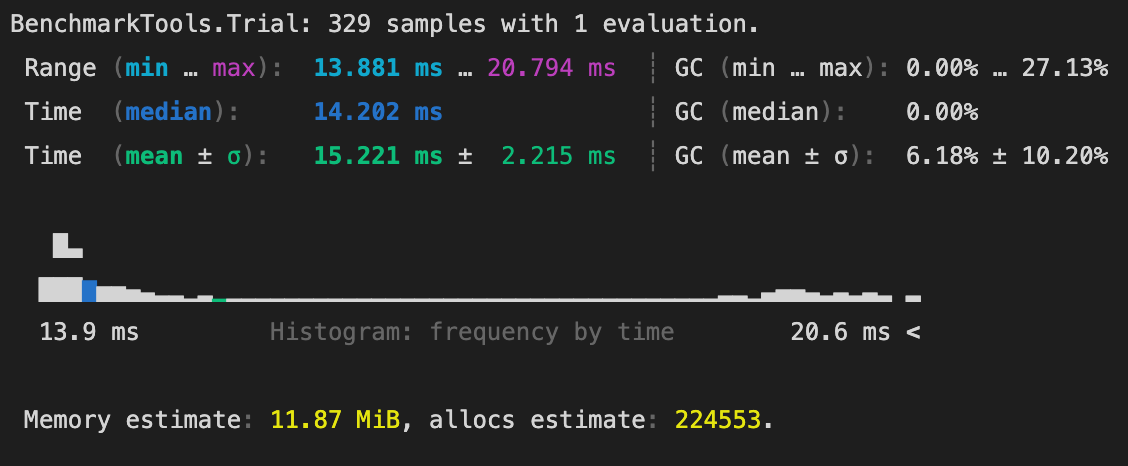 BenchmarkTools.Trial: 329 samples with 1 evaluation.
Range (min … max): 13.881 ms … 20.794 ms ┊ GC (min … max): 0.00% … 27.13%
Time (median): 14.202 ms ┊ GC (median): 0.00%
Time (mean ± σ): 15.221 ms ± 2.215 ms ┊ GC (mean ± σ): 6.18% ± 10.20%
13.9 ms Histogram: frequency by time 20.6 ms <
Memory estimate: 11.87 MiB, allocs estimate: 224553.